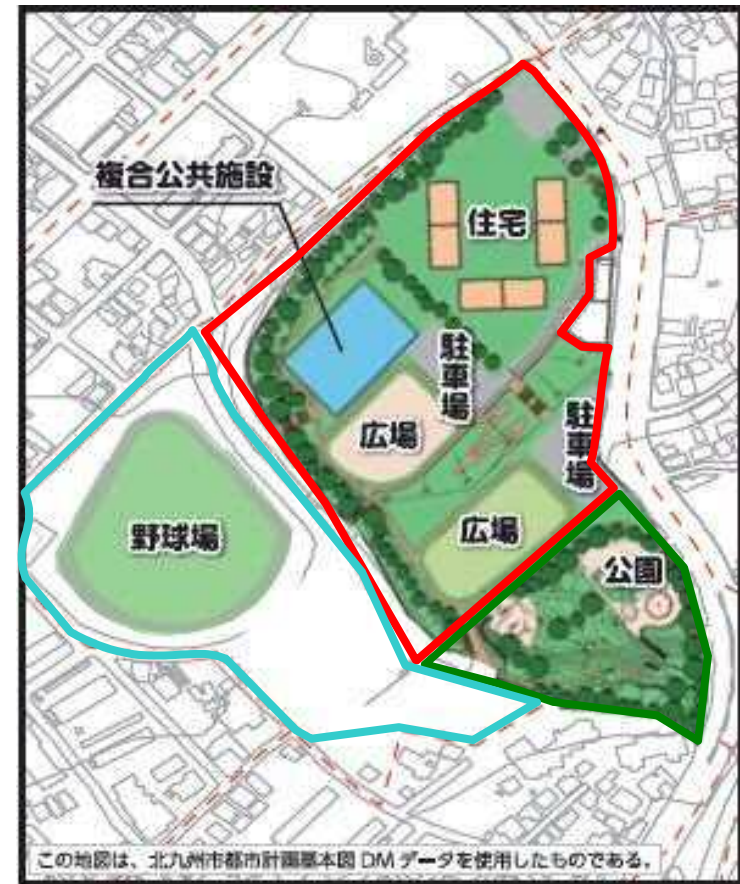 複合公共施設
住宅
駐車場
広場
駐車場
野球場
広場
公園
この地図は、北九州市都市計画基本図 DM データを使用したものである。